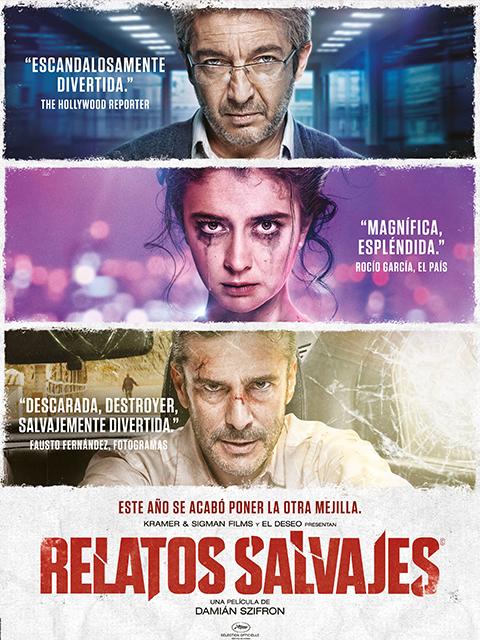 “ESCANDALOSAMENTE
DIVERTIDA.”
THE HOLLYWOOD REPORTER
“MAGNÍFICA,
ESPLÉNDIDA.”
ROCÍO GARCÍA, EL PAÍS
“DESCARADA, DESTROYER,
SALVAJEMENTE DIVERTIDA.”
FAUSTO FERNÁNDEZ, FOTOGRAMAS
ESTE AÑO SE ACABÓ PONER LA OTRA MEJILLA.
KRAMER & SIGMAN FILMS Y EL DESEO PRESENTAN
RELATOS SALVAJES
UNA PELÍCULA DE
DAMIÁN SZIFRON
SÉLECTION OFFICIELLE